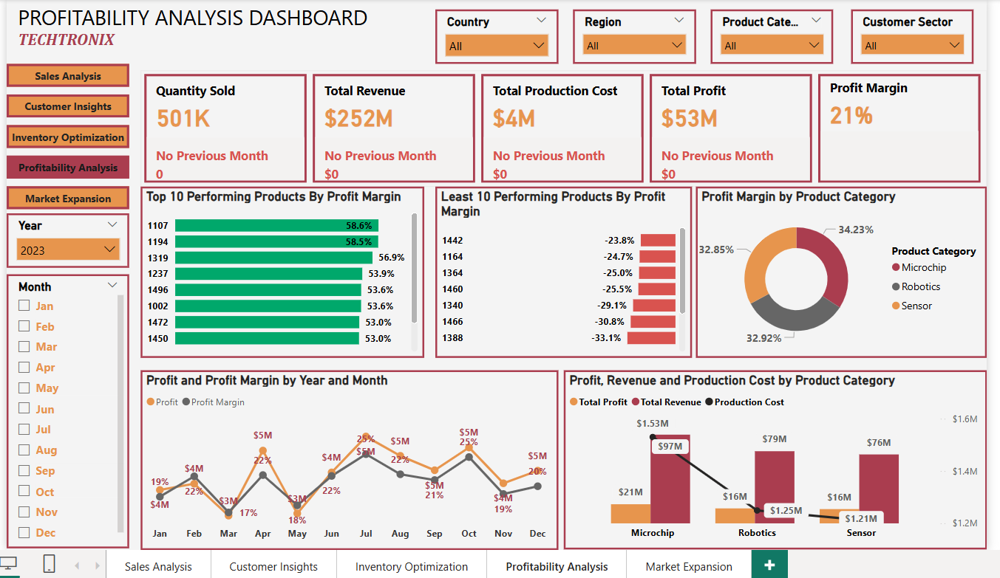 PROFITABILITY ANALYSIS DASHBOARD
TECHTRONIX
Country
All
Region
All
Product Cate...
All
Customer Sector
All
Sales Analysis
Customer Insights
Inventory Optimization
Profitability Analysis
Market Expansion
Year
2023
Month
Jan
Feb
Mar
Apr
May
Jun
Jul
Aug
Sep
Oct
Nov
Dec
Quantity Sold
501K
No Previous Month
0
Total Revenue
$252M
No Previous Month
$0
Total Production Cost
$4M
No Previous Month
$0
Total Profit
$53M
No Previous Month
$0
Profit Margin
21%
Top 10 Performing Products By Profit Margin
1107 58.6%
1194 58.5%
1319 56.9%
1237 53.9%
1496 53.6%
1002 53.6%
1472 53.0%
1450 53.0%
Least 10 Performing Products By Profit
Margin
1442 -23.8%
1164 -24.7%
1364 -25.0%
1460 -25.5%
1340 -29.1%
1466 -30.8%
1388 -33.1%
Profit Margin by Product Category
34.23%
32.85%
32.92%
Product Category
Microchip
Robotics
Sensor
Profit and Profit Margin by Year and Month
Profit Profit Margin
19%
$4M
$4M
22%
$3M
17%
$5M
22%
$3M
18%
$4M
22%
25%
$5M
$5M
22%
$5M
21%
$5M
25%
$4M
19%
$5M
20%
Jan Feb Mar Apr May Jun Jul Aug Sep Oct Nov Dec
Profit, Revenue and Production Cost by Product Category
Total Profit Total Revenue Production Cost
$1.53M
$97M
$21M
$79M
$16M
$1.25M
$76M
$16M
$1.21M
$1.6M
$1.4M
$1.2M
Microchip Robotics Sensor
Sales Analysis Customer Insights Inventory Optimization Profitability Analysis Market Expansion +